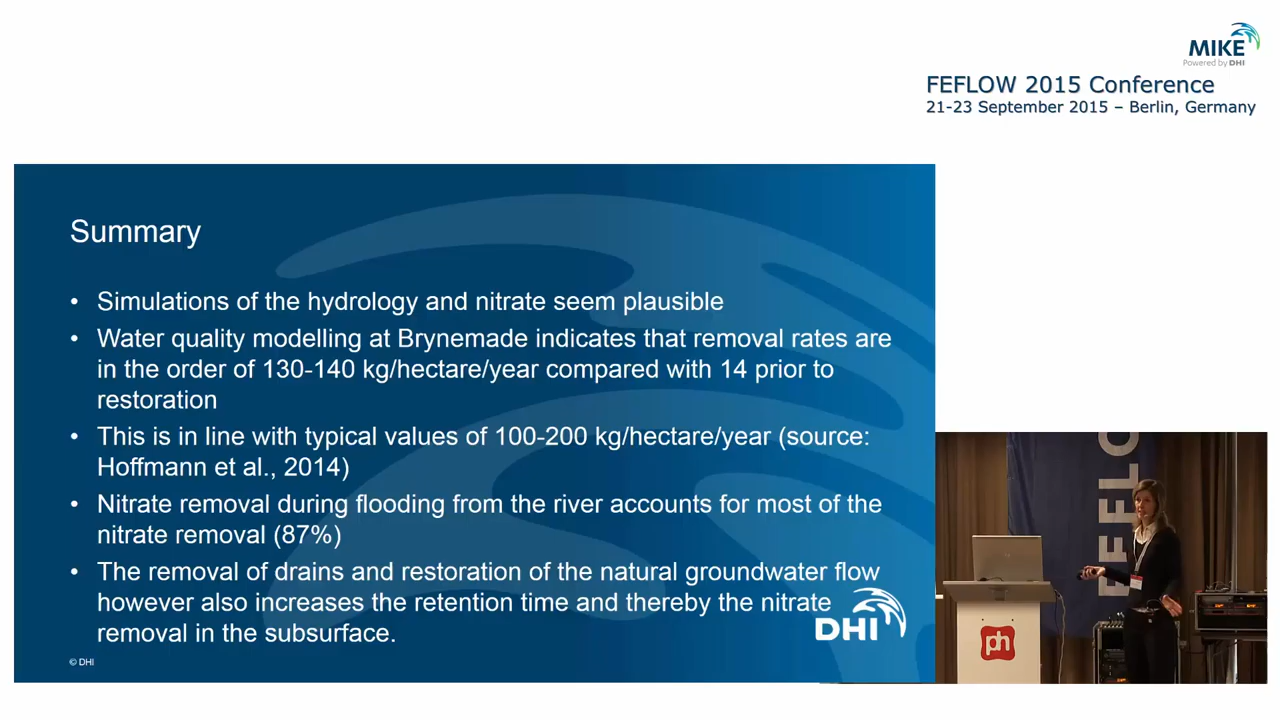 MIKE
Powered by DHI
FEFLOW 2015 Conference
21-23 September 2015 – Berlin, Germany
Summary
• Simulations of the hydrology and nitrate seem plausible
• Water quality modelling at Brynemade indicates that removal rates are
in the order of 130-140 kg/hectare/year compared with 14 prior to
restoration
• This is in line with typical values of 100-200 kg/hectare/year (source:
Hoffmann et al., 2014)
• Nitrate removal during flooding from the river accounts for most of the
nitrate removal (87%)
• The removal of drains and restoration of the natural groundwater flow
however also increases the retention time and thereby the nitrate
removal in the subsurface.
DHI
© DHI
FEFLO
ph